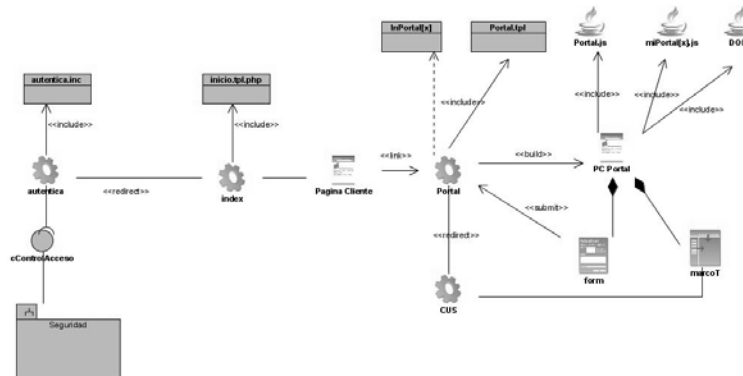 InPortal[x]
Portal.tpl
Portal.js
miPortal[x].js
autentica.inc
inicio.tpl.php
<<include>>
<<include>>
<<include>>
<<include>>
<<include>>
<<include>>
<<link>>
<<build>>
PC Portal
autentica
<<redirect>>
index
Pagina Cliente
Portal
<<submit>>
<<redirect>>
cControlAcceso
form
marcoT
CUS
Seguridad